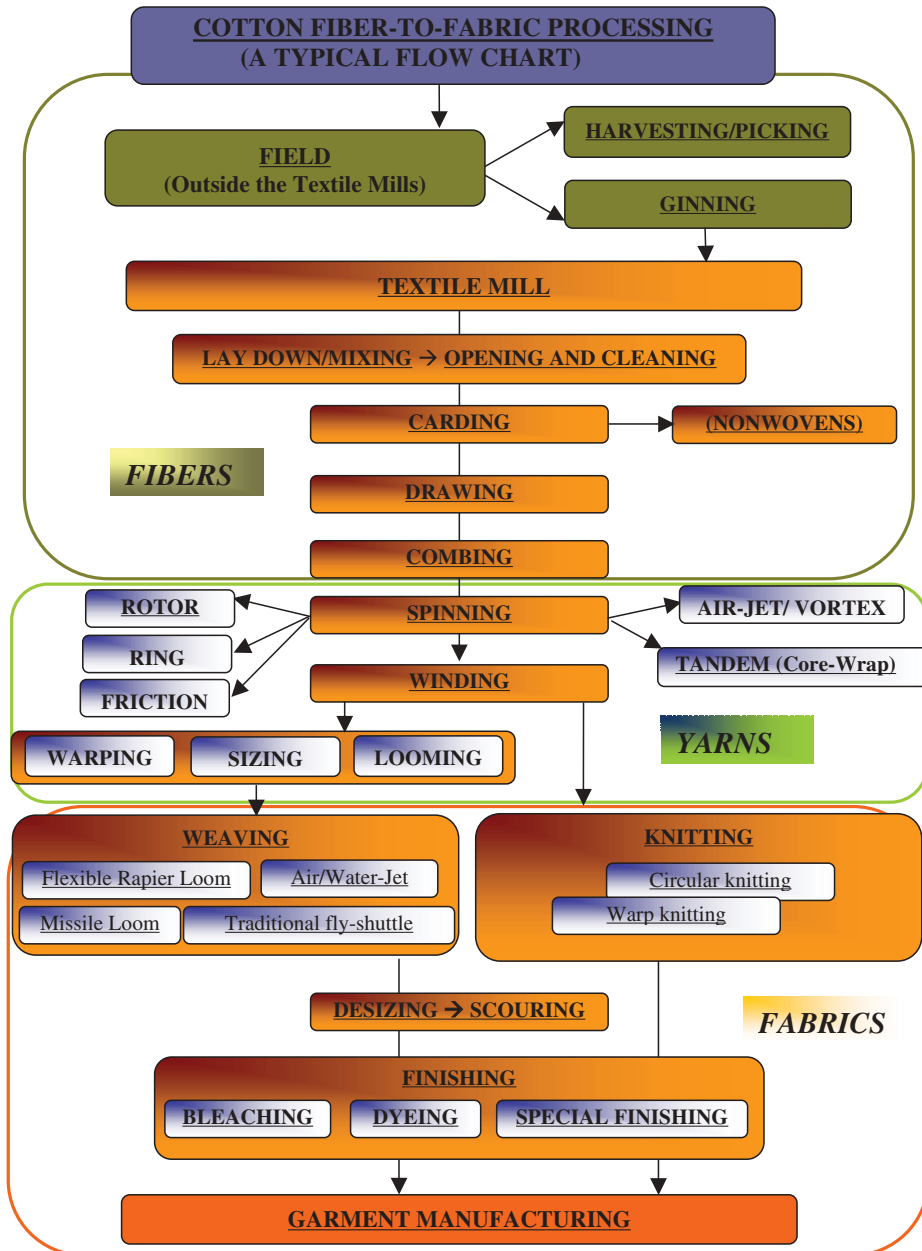 COTTON FIBER-TO-FABRIC PROCESSING
(A TYPICAL FLOW CHART)
HARVESTING/PICKING
FIELD
(Outside the Textile Mills)
GINNING
TEXTILE MILL
LAY DOWN/MIXING → OPENING AND CLEANING
CARDING
(NONWOVENS)
FIBERS
DRAWING
COMBING
ROTOR
SPINNING
AIR-JET/ VORTEX
RING
TANDEM (Core-Wrap)
WINDING
FRICTION
YARNS
WARPING
SIZING
LOOMING
WEAVING
Flexible Rapier Loom
Air/Water-Jet
Missile Loom
Traditional fly-shuttle
KNITTING
Circular knitting
Warp knitting
DESIZING → SCOURING
FABRICS
FINISHING
BLEACHING
DYEING
SPECIAL FINISHING
GARMENT MANUFACTURING